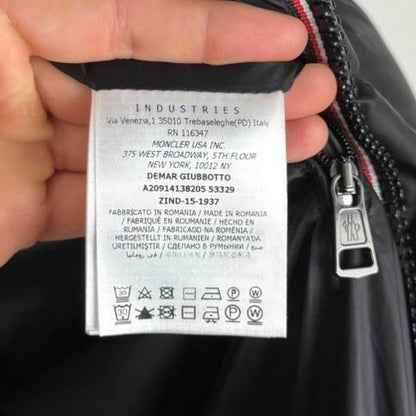 INDUSTRIES
Via Venezia,1 35010 Trebaseleghe(PD) Italy
RN 116347
MONCLER USA INC.
375 WEST BROADWAY, 5TH FLOOR
NEW YORK, 10012 NY
DEMAR GIUBBOTTO
A20914138205 53329
ZIND-15-1937
FABBRICATO IN ROMANIA / MADE IN ROMANIA
/ FABRIQUÉ EN ROUMANIE / HECHO EN
RUMANIA / FABRICADO NA ROMÊNIA /
HERGESTELLT IN RUMÄNIEN / ROMANYA'DA
ÜRETILMIŞTIR / СДЕЛАНО В РУМЫНИИ /